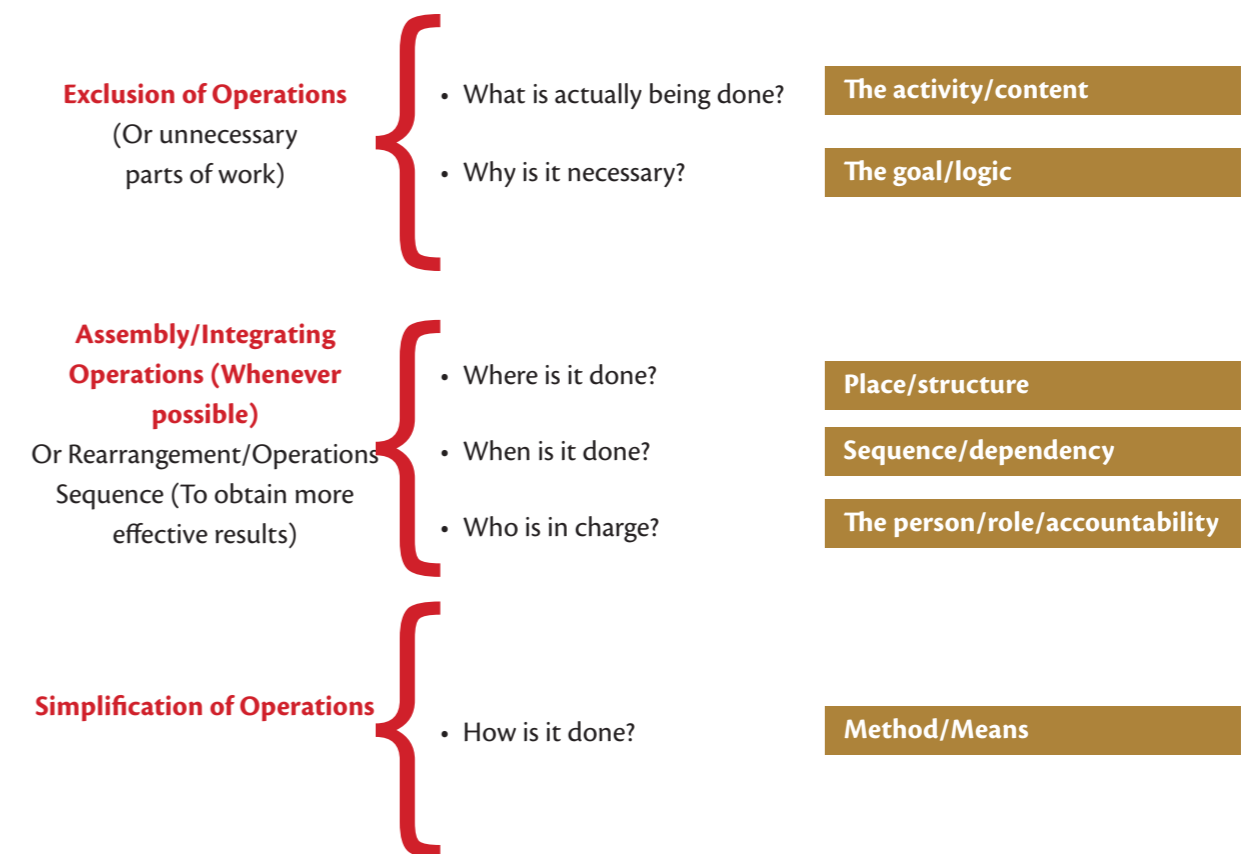 Exclusion of Operations
(Or unnecessary
parts of work)
• What is actually being done?
The activity/content
• Why is it necessary?
The goal/logic
Assembly/Integrating
Operations (Whenever
possible)
Or Rearrangement/Operations
Sequence (To obtain more
effective results)
• Where is it done?
Place/structure
• When is it done?
Sequence/dependency
• Who is in charge?
The person/role/accountability
Simplification of Operations
• How is it done?
Method/Means